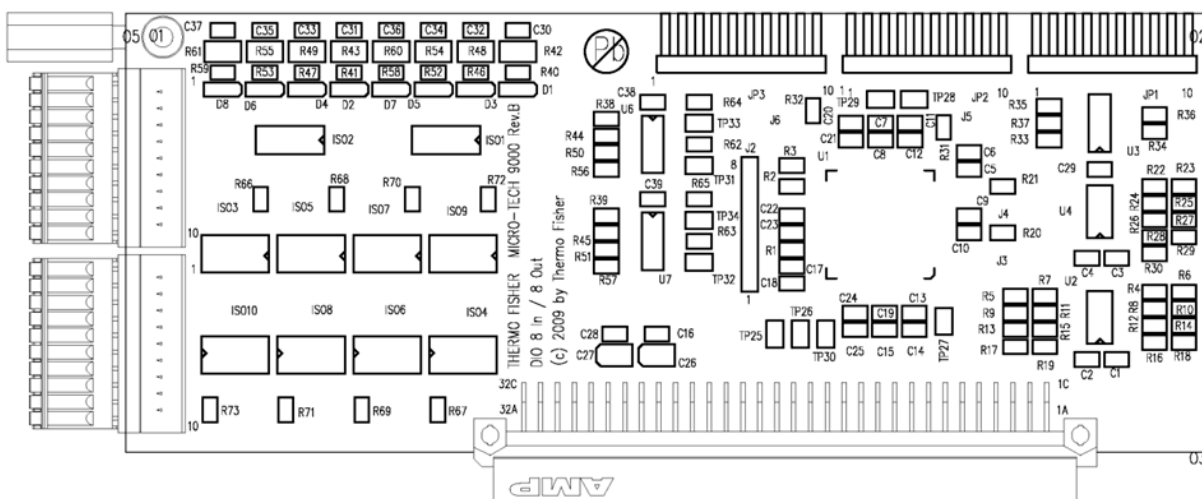 C37 C35 C33 C31 C36 C34 C32 C30
O5 O1
R61 R55 R49 R43 R60 R54 R48 R42
R59 R53 R47 R41 R58 R52 R46 R40
D8 D6 D4 D2 D7 D5 D3 D1
1
ISO2 ISO1
R66 R68 R70 R72
ISO3 ISO5 ISO7 ISO9
10
1
ISO10 ISO8 ISO6 ISO4
R73 R71 R69 R67
10
THERMO FISHER MICRO-TECH 9000 Rev.B
DIO 8 In / 8 Out
(c) 2009 by Thermo Fisher
Pb
1 JP3 10
1 1 JP2 10
1 JP1 10
O2
C38 R64 R32 C20 TP29 TP28 C11 J5 R35 R36
R38 U6 TP33 J6 C21 C7 R37
R44 R62 C8 C12 R31 R33 U3 R34
R50 J2 R3 U1 C6
R56 8 R2 C5 C29 R22 R23
TP31 R21
C39 R65 C9 U4 R24 R25
R39 TP34 C22 J4 R26 R27
R45 R63 C23 C10 R20 R28 R29
R51 R1 J3 R30
R57 U7 TP32 C18 C17 C4 C3
1
R7 U2 R6
C24 C13 R5 R11 R4 R8 R10
TP26 C19 R9 R15 R12 R14
C28 C16 TP25 R13
C27 C26 TP30 C25 C15 C14 TP27 R17 R19 R16 R18
C2 C1
32C 1C
32A 1A
O3
AMP